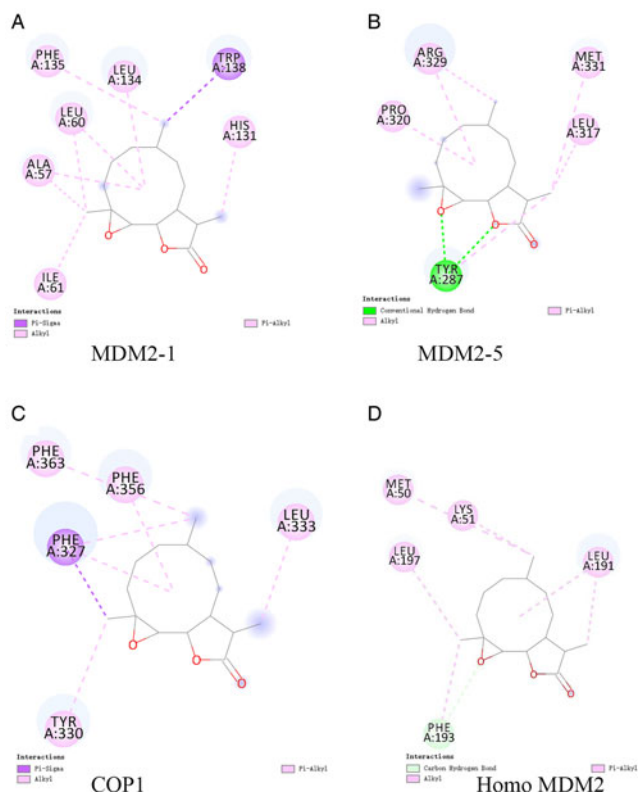 A
PHE
A:135
LEU
A:134
TRP
A:138
LEU
A:60
HIS
A:131
ALA
A:57
ILE
A:61
O
O
O
Interactions
Pi-Sigma
Alkyl
Pi-Alkyl
MDM2-1
B
ARG
A:329
MET
A:331
PRO
A:320
LEU
A:317
O
O
O
TYR
A:287
Interactions
Conventional Hydrogen Bond
Alkyl
Pi-Alkyl
MDM2-5
C
PHE
A:363
PHE
A:356
LEU
A:333
PHE
A:327
O
O
O
TYR
A:330
Interactions
Pi-Sigma
Alkyl
Pi-Alkyl
COP1
D
MET
A:50
LYS
A:51
LEU
A:197
LEU
A:191
O
O
O
PHE
A:193
Interactions
Carbon Hydrogen Bond
Alkyl
Pi-Alkyl
Homo MDM2